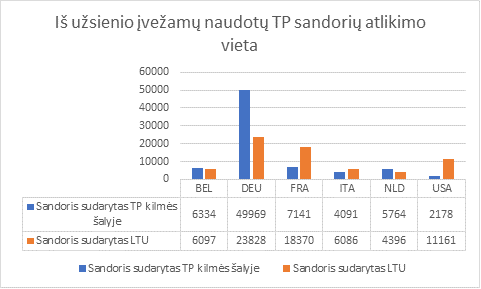 Iš užsienio įvežamų naudotų TP sandorių atlikimo
vieta
60000
50000
40000
30000
20000
10000
0
BEL DEU FRA ITA NLD USA
Sandoris sudarytas TP kilmės
šalyje
6334 49969 7141 4091 5764 2178
Sandoris sudarytas LTU 6097 23828 18370 6086 4396 11161
Sandoris sudarytas TP kilmės šalyje Sandoris sudarytas LTU